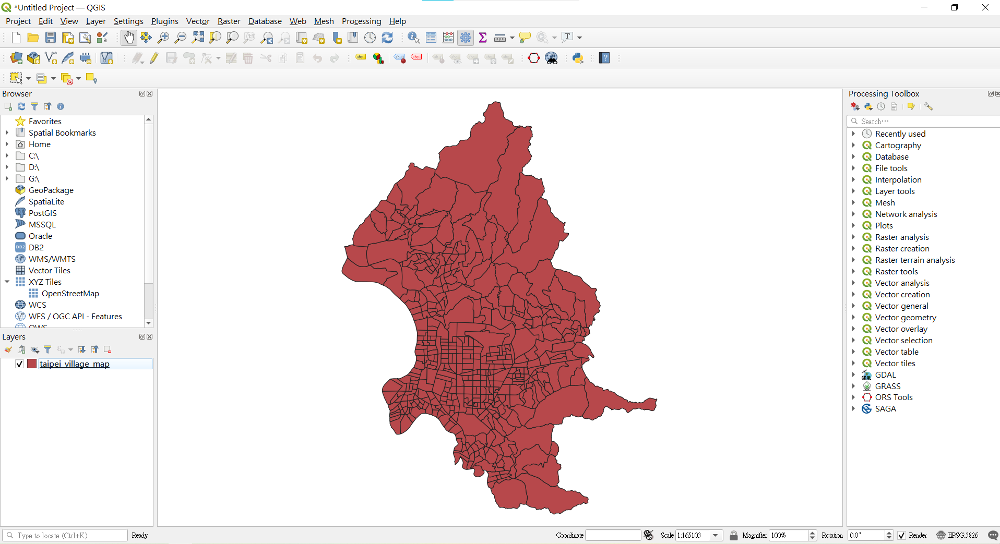 *Untitled Project — QGIS
Project Edit View Layer Settings Plugins Vector Raster Database Web Mesh Processing Help
Browser
Favorites
Spatial Bookmarks
Home
C:\
D:\
G:\
GeoPackage
SpatiaLite
PostGIS
MSSQL
Oracle
DB2
WMS/WMTS
Vector Tiles
XYZ Tiles
OpenStreetMap
WCS
WFS / OGC API - Features
OWS
Layers
taipei_village_map
Processing Toolbox
Search…
Recently used
Cartography
Database
File tools
Interpolation
Layer tools
Mesh
Network analysis
Plots
Raster analysis
Raster creation
Raster terrain analysis
Raster tools
Vector analysis
Vector creation
Vector general
Vector geometry
Vector overlay
Vector selection
Vector table
Vector tiles
GDAL
GRASS
ORS Tools
SAGA
Type to locate (Ctrl+K) Ready Coordinate Scale 1:165103 Magnifier 100% Rotation 0.0° Render EPSG:3826